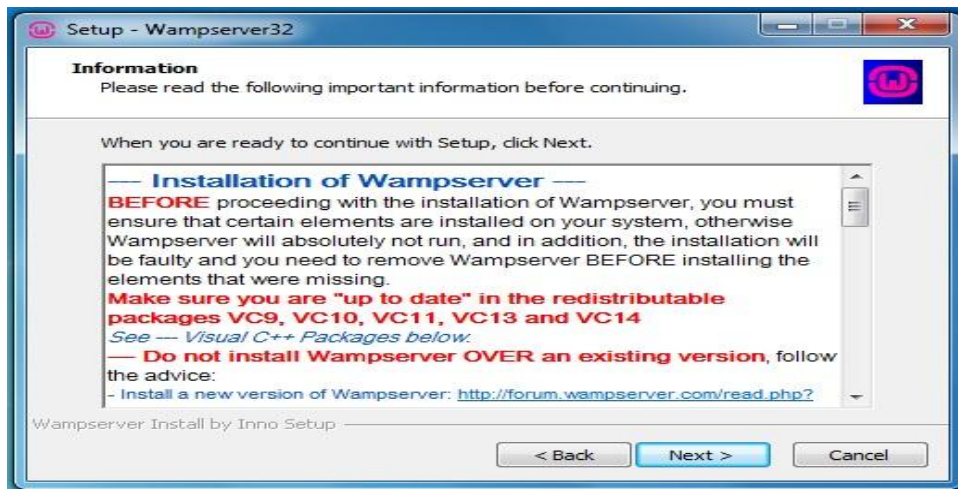 Setup - Wampserver32
Information
Please read the following important information before continuing.
When you are ready to continue with Setup, click Next.
--- Installation of Wampserver ---
BEFORE proceeding with the installation of Wampserver, you must
ensure that certain elements are installed on your system, otherwise
Wampserver will absolutely not run, and in addition, the installation will
be faulty and you need to remove Wampserver BEFORE installing the
elements that were missing.
Make sure you are "up to date" in the redistributable
packages VC9, VC10, VC11, VC13 and VC14
See --- Visual C++ Packages below.
--- Do not install Wampserver OVER an existing version, follow
the advice:
- Install a new version of Wampserver: http://forum.wampserver.com/read.php?
Wampserver Install by Inno Setup
< Back Next > Cancel